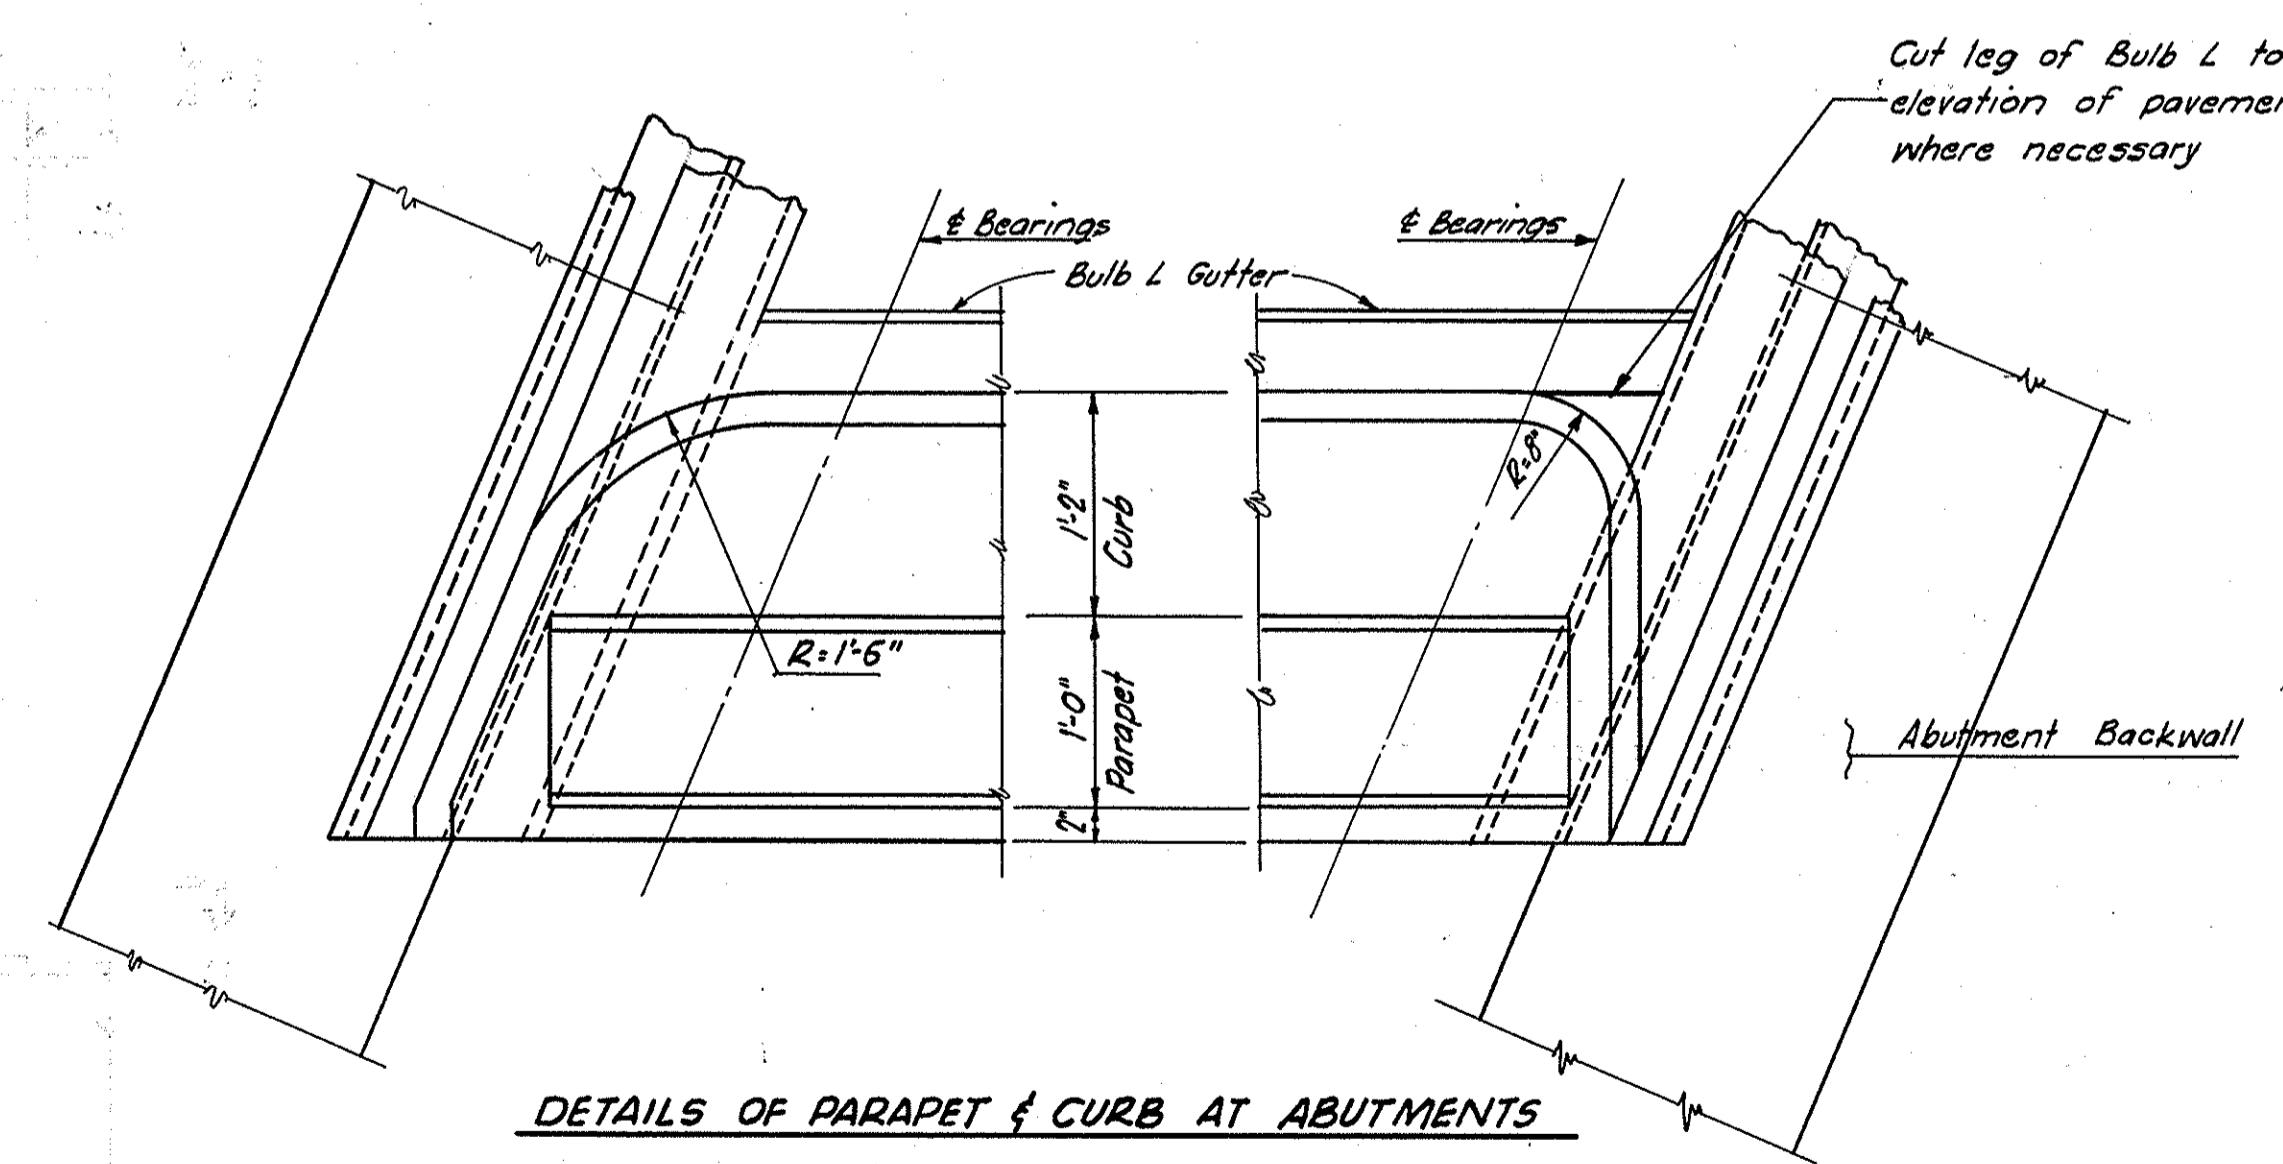 Cut leg of Bulb L to
elevation of
where necessary
℄ Bearings
℄ Bearings
Bulb L Gutter
R=8"
1'-2"
Curb
R=1'-6"
1'-0"
Parapet
2"
Abutment Backwall
DETAILS OF PARAPET & CURB AT ABUTMENTS